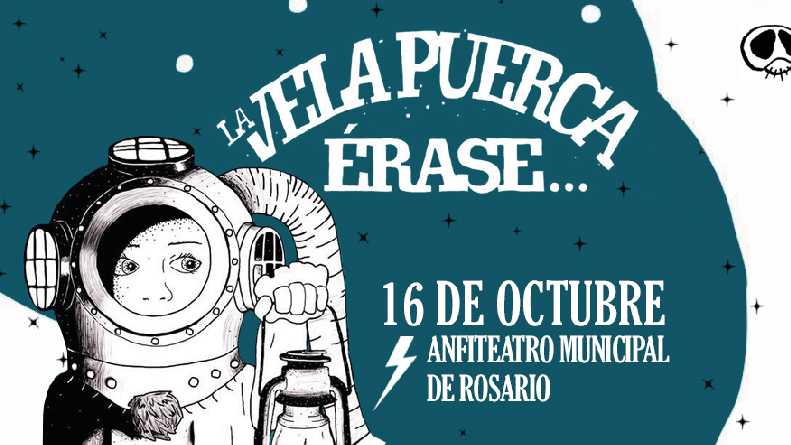 LA VELA PUERCA
ÉRASE...
16 DE OCTUBRE
ANFITEATRO MUNICIPAL
DE ROSARIO